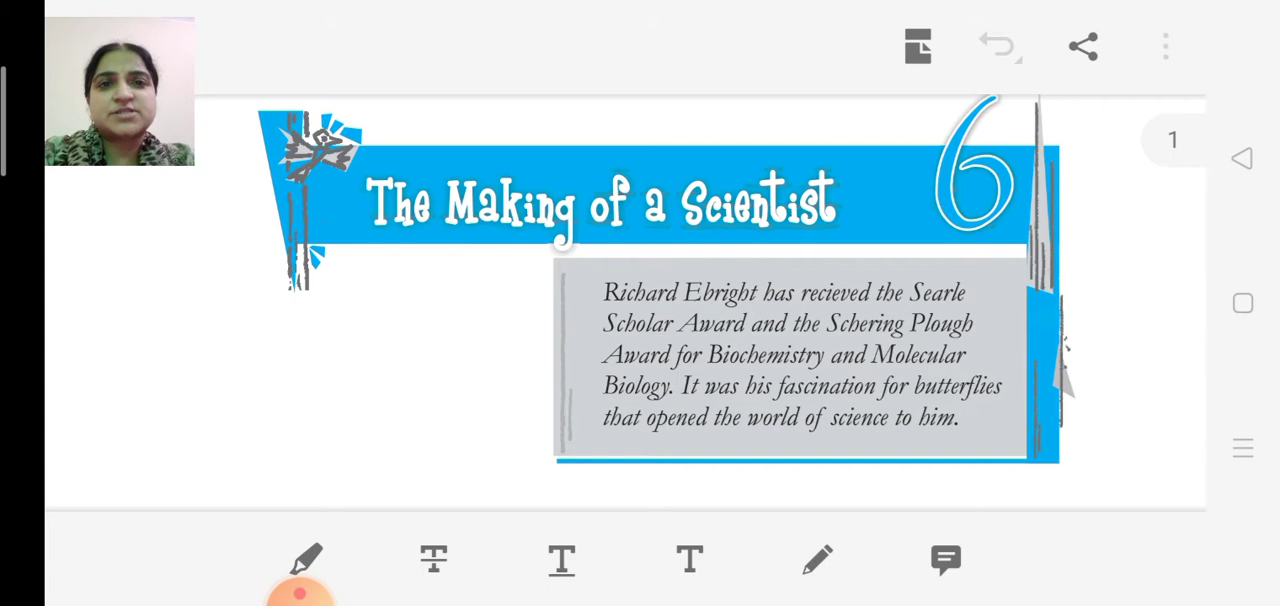 6
The Making of a Scientist
1
Richard Ebright has recieved the Searle
Scholar Award and the Schering Plough
Award for Biochemistry and Molecular
Biology. It was his fascination for butterflies
that opened the world of science to him.
T T T